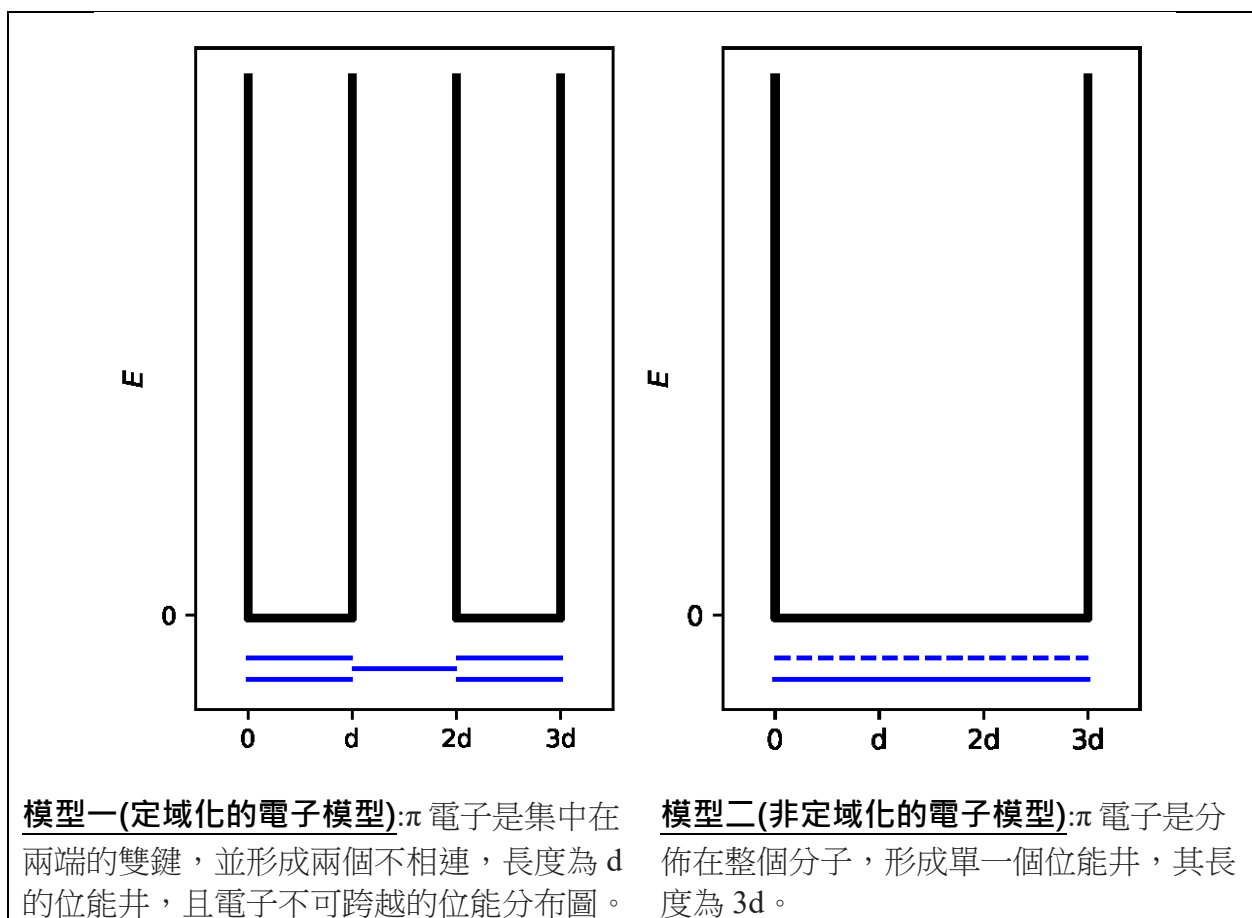 E
E
0
0
0 d 2d 3d
0 d 2d 3d
模型一(定域化的電子模型):π 電子是集中在
兩端的雙鍵，並形成兩個不相連，長度為 d
的位能井，且電子不可跨越的位能分布圖。
模型二(非定域化的電子模型):π 電子是分
佈在整個分子，形成單一個位能井，其長
度為 3d。